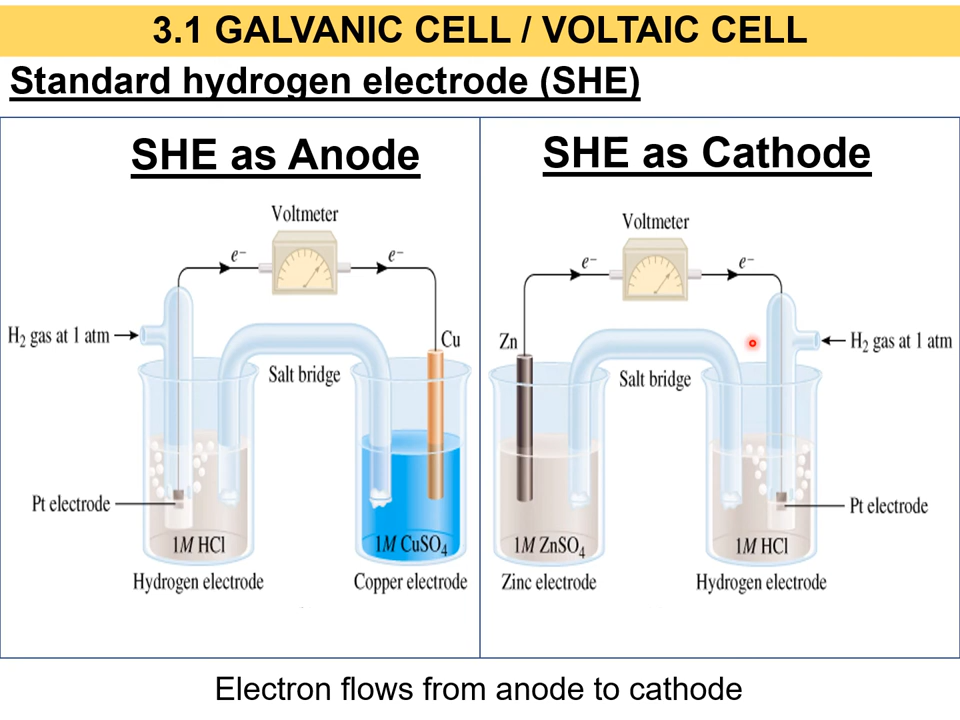 3.1 GALVANIC CELL / VOLTAIC CELL
Standard hydrogen electrode (SHE)
SHE as Anode
Voltmeter
e⁻
e⁻
H₂ gas at 1 atm
Cu
Salt bridge
Pt electrode
1M HCl
1M CuSO₄
Hydrogen electrode
Copper electrode
SHE as Cathode
Voltmeter
e⁻
e⁻
Zn
H₂ gas at 1 atm
Salt bridge
Pt electrode
1M ZnSO₄
1M HCl
Zinc electrode
Hydrogen electrode
Electron flows from anode to cathode